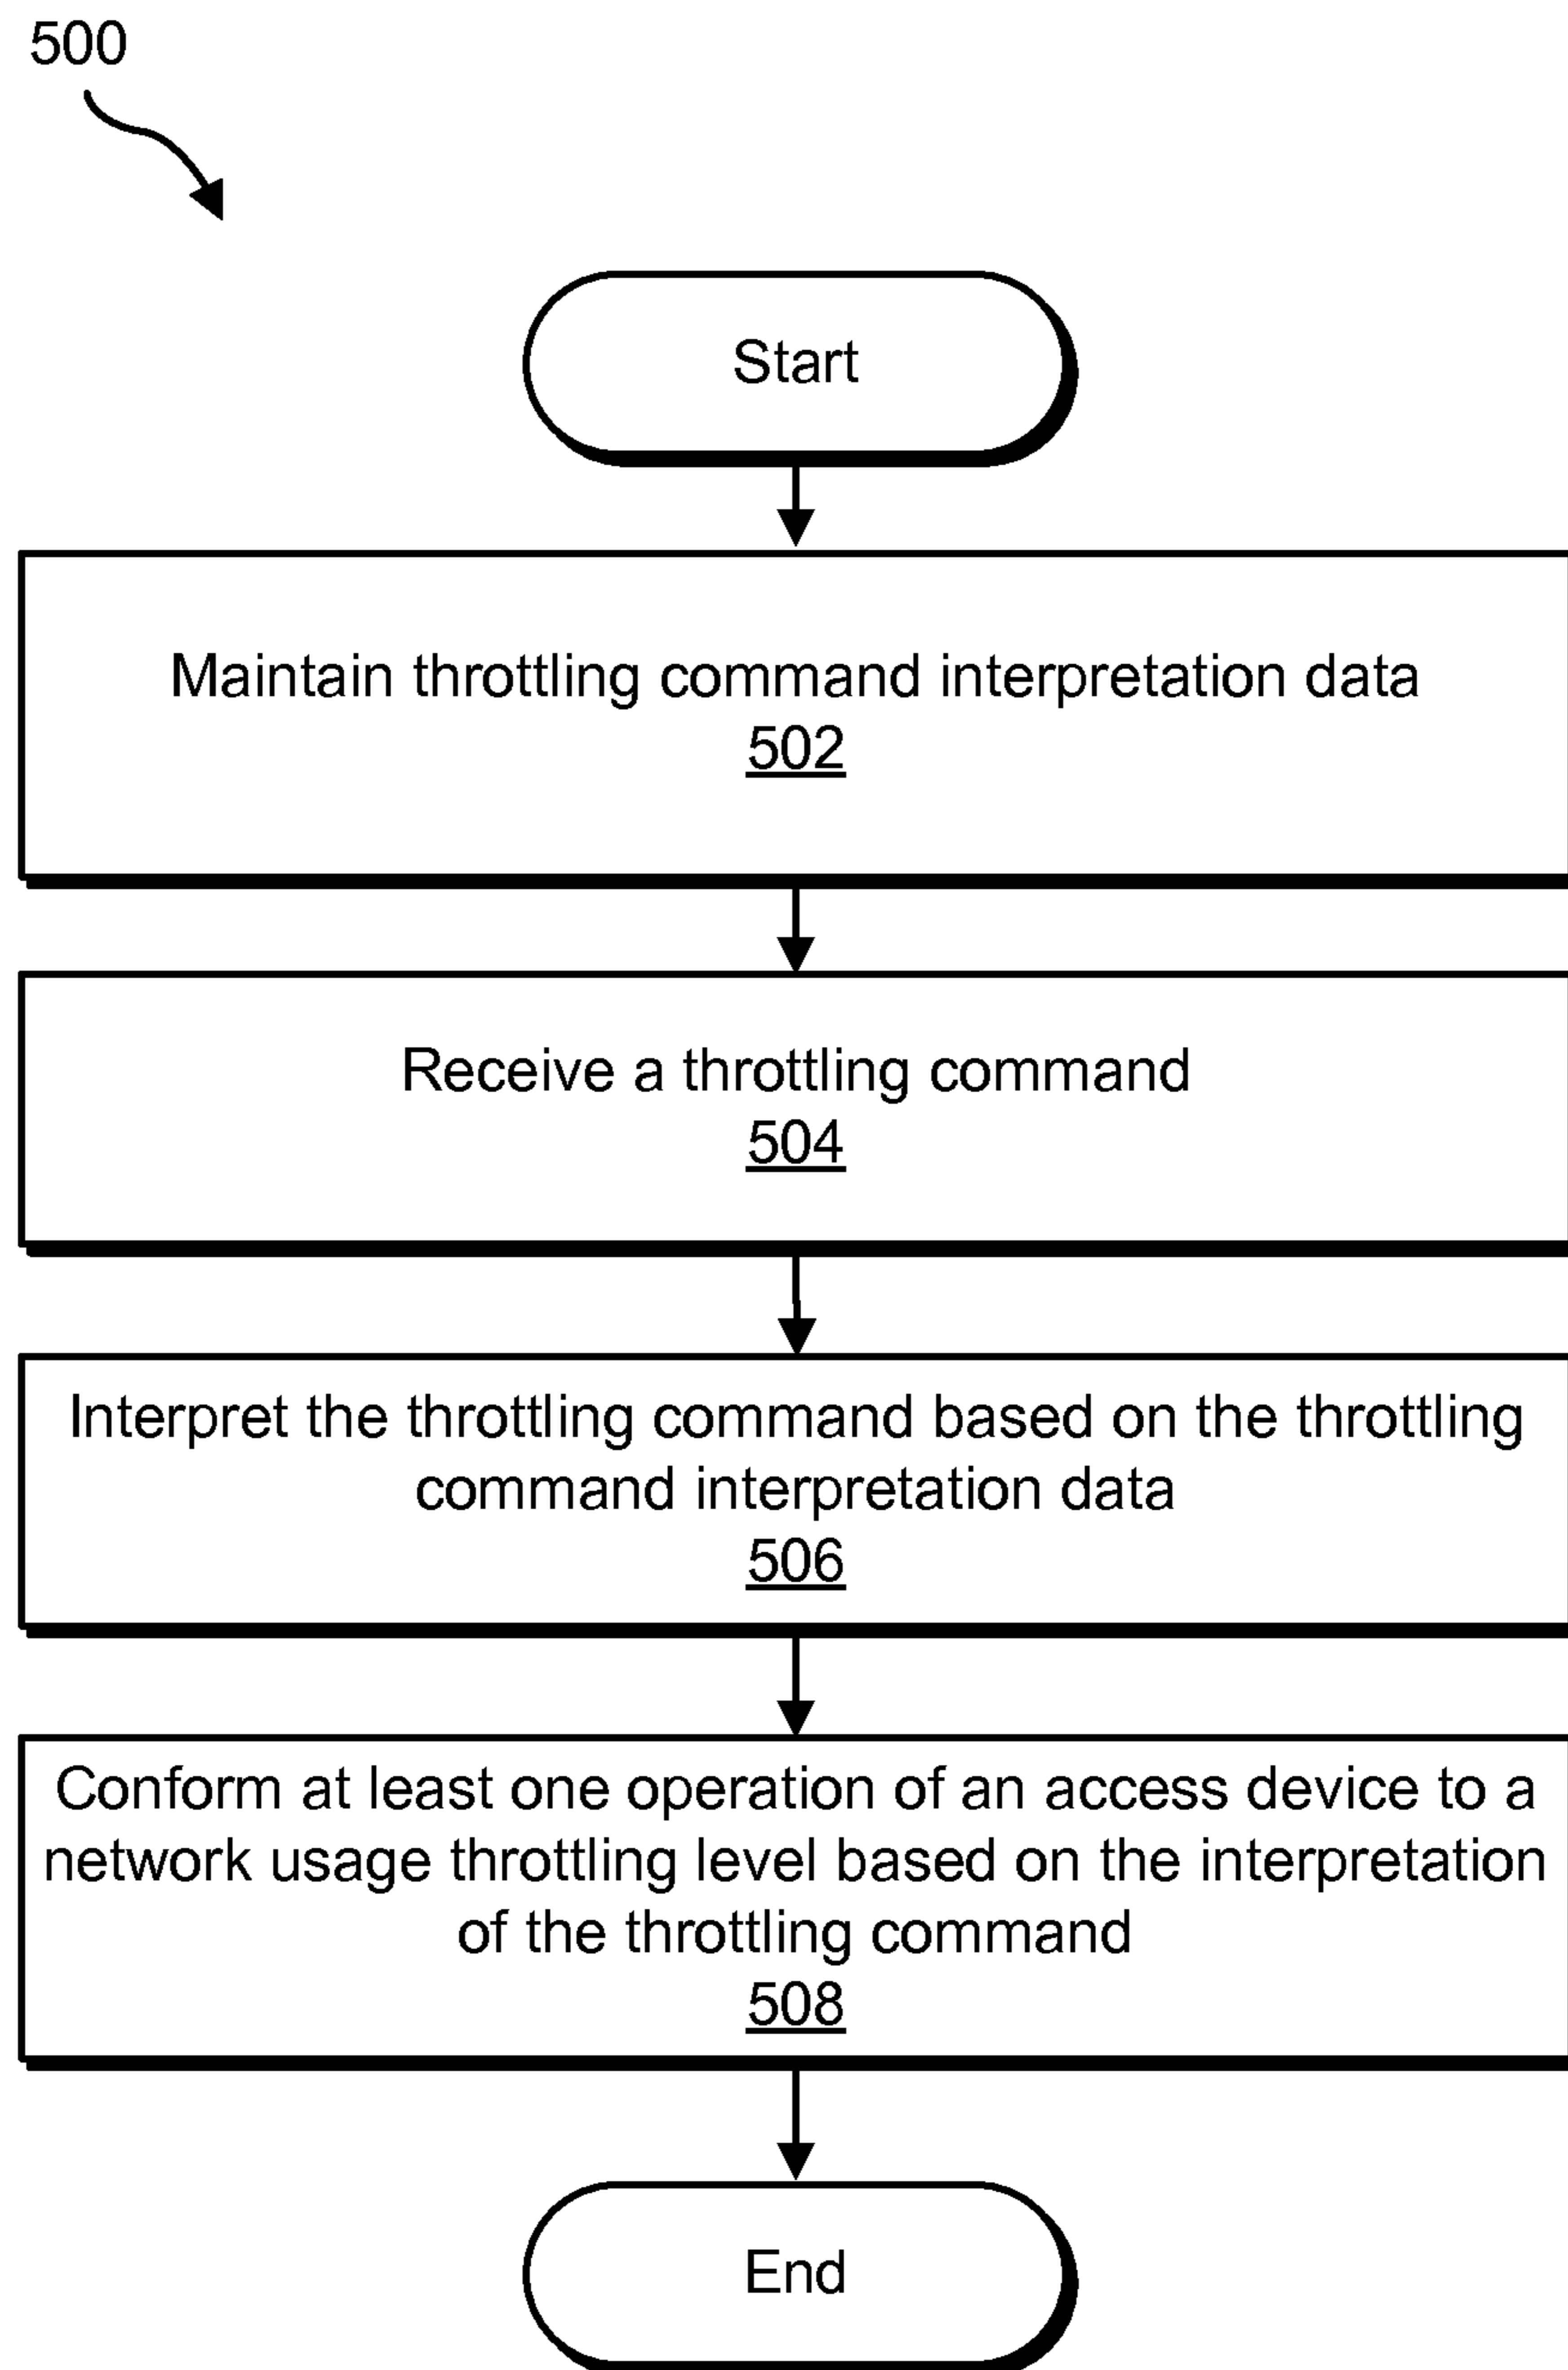 500
Start
Maintain throttling command interpretation data
502
Receive a throttling command
504
Interpret the throttling command based on the throttling
command interpretation data
506
Conform at least one operation of an access device to a
network usage throttling level based on the interpretation
of the throttling command
508
End